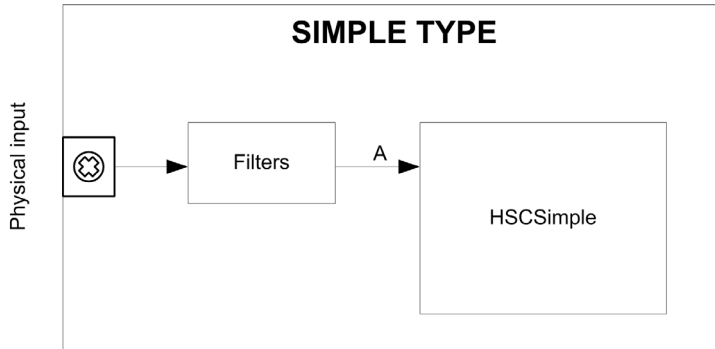 SIMPLE TYPE
Physical input
Filters
A
HSCSimple